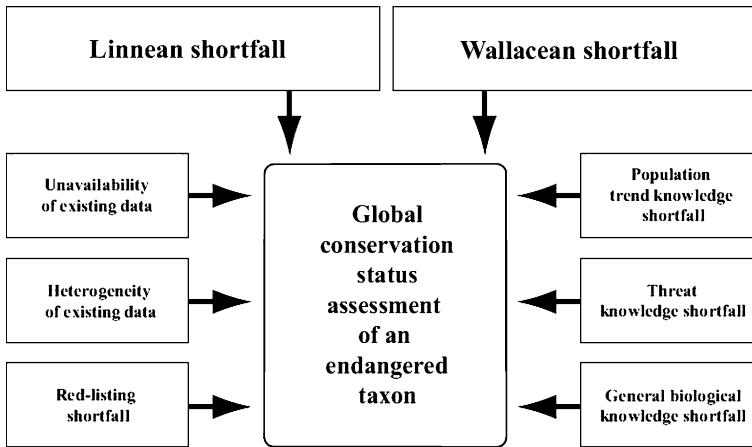 Linnean shortfall
Wallacean shortfall
Unavailability
of existing data
Heterogeneity
of existing data
Red-listing
shortfall
Global
conservation
status
assessment
of an
endangered
taxon
Population
trend knowledge
shortfall
Threat
knowledge shortfall
General biological
knowledge shortfall